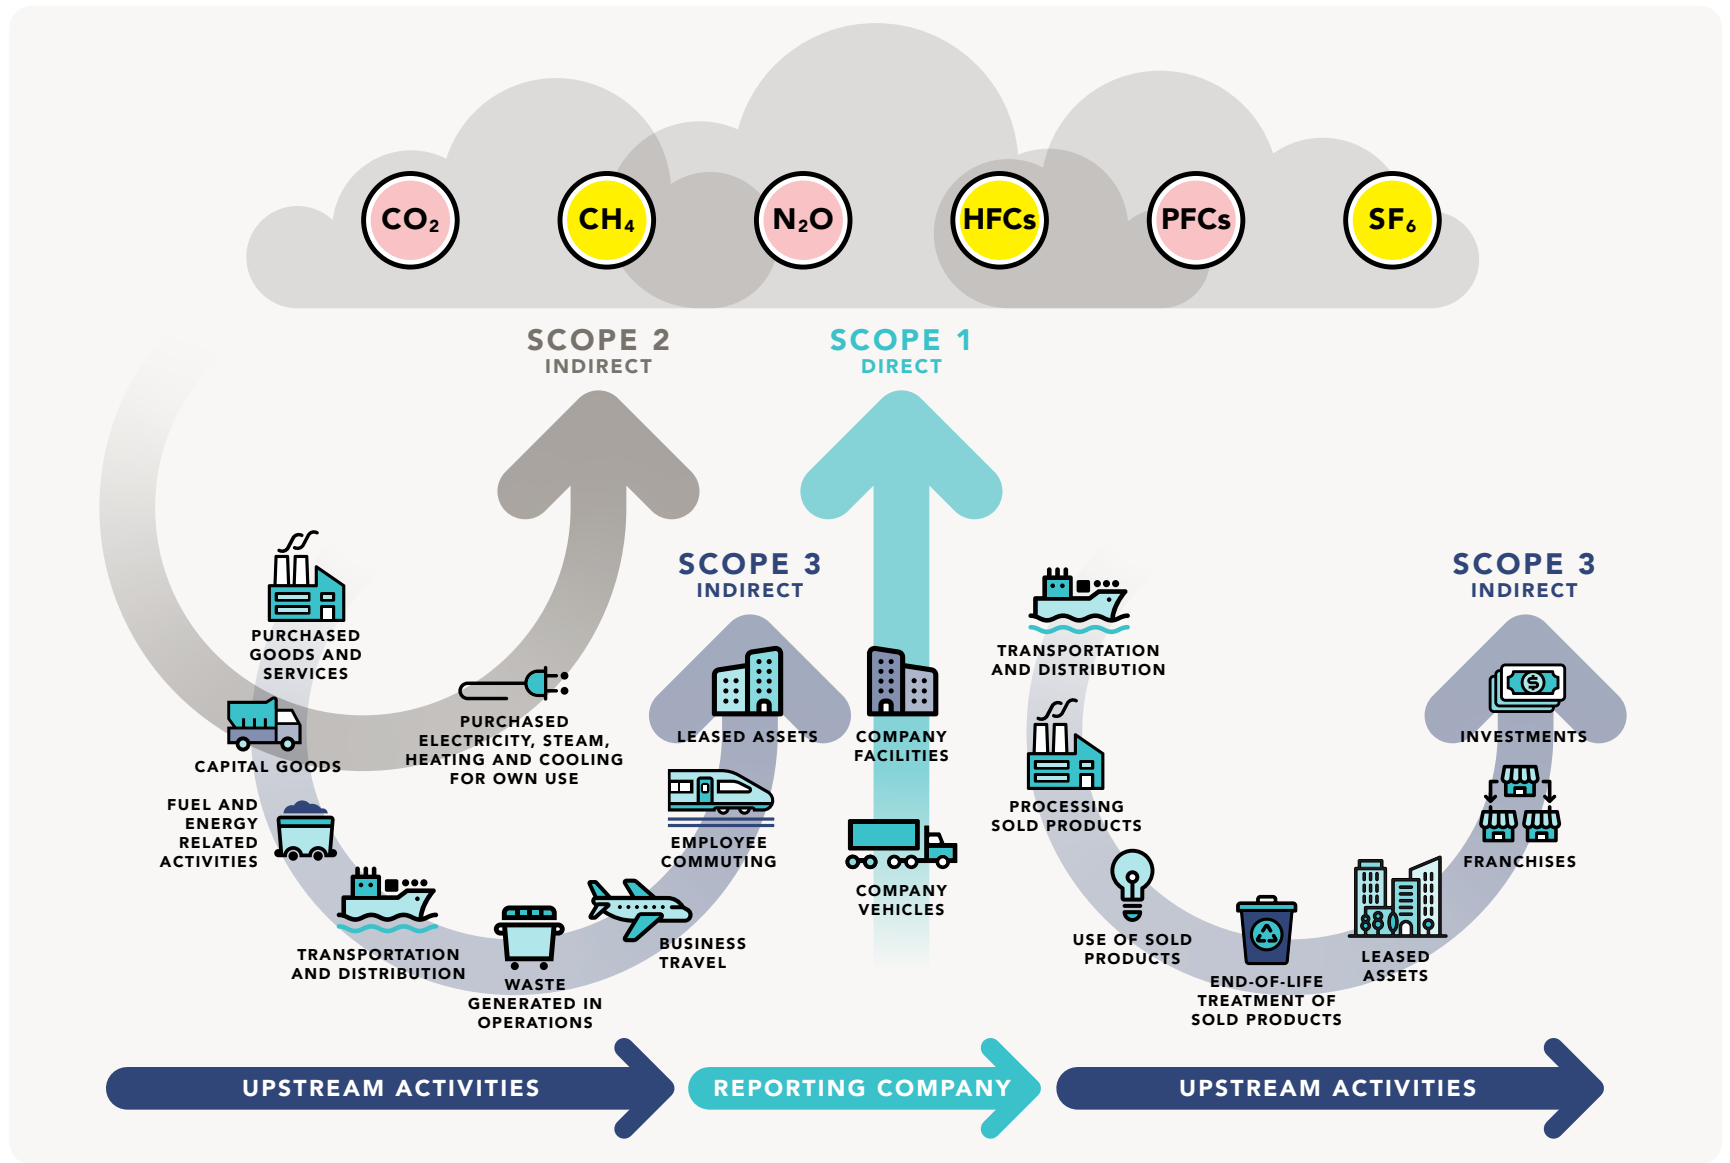 CO₂
CH₄
N₂O
HFCs
PFCs
SF₆
SCOPE 2
INDIRECT
SCOPE 1
DIRECT
SCOPE 3
INDIRECT
SCOPE 3
INDIRECT
PURCHASED
GOODS AND
SERVICES
CAPITAL GOODS
FUEL AND
ENERGY
RELATED
ACTIVITIES
TRANSPORTATION
AND DISTRIBUTION
WASTE
GENERATED IN
OPERATIONS
BUSINESS
TRAVEL
EMPLOYEE
COMMUTING
LEASED ASSETS
PURCHASED
ELECTRICITY, STEAM,
HEATING AND COOLING
FOR OWN USE
COMPANY
FACILITIES
COMPANY
VEHICLES
TRANSPORTATION
AND DISTRIBUTION
PROCESSING
SOLD PRODUCTS
USE OF SOLD
PRODUCTS
END-OF-LIFE
TREATMENT OF
SOLD PRODUCTS
LEASED
ASSETS
FRANCHISES
$
INVESTMENTS
UPSTREAM ACTIVITIES
REPORTING COMPANY
UPSTREAM ACTIVITIES